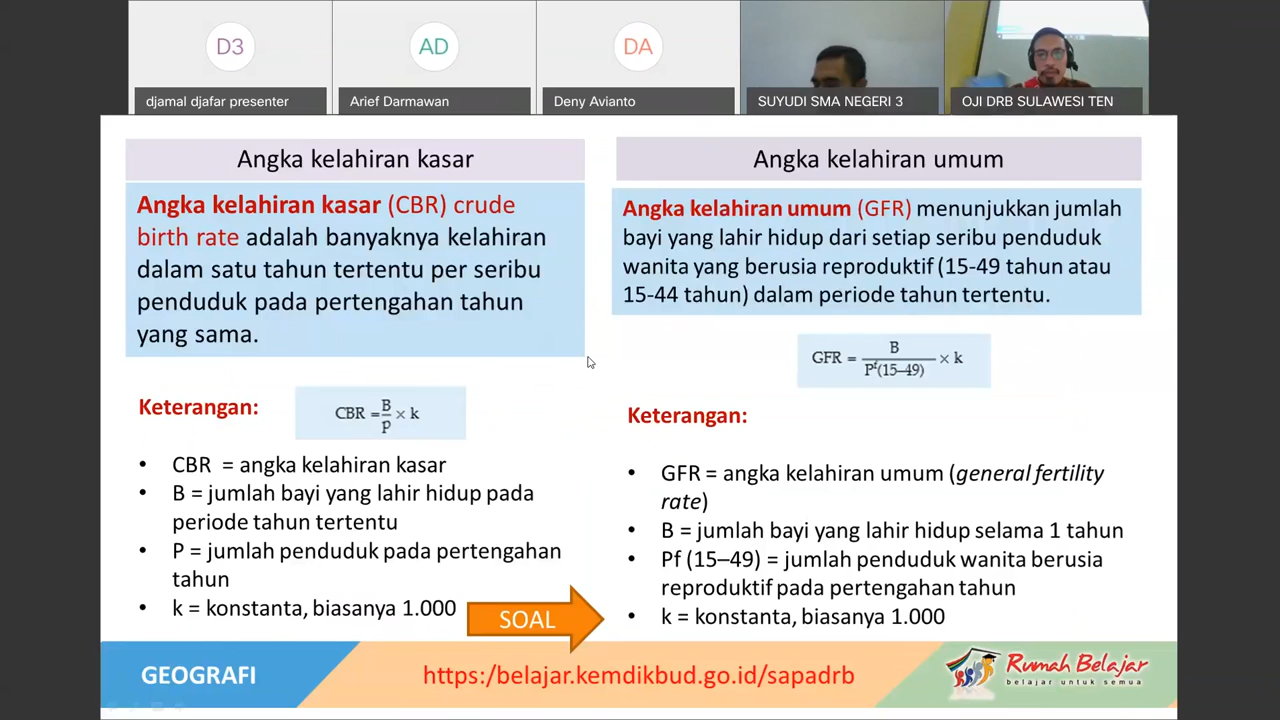 D3
AD
DA
djamal djafar presenter
Arief Darmawan
Deny Avianto
SUYUDI SMA NEGERI 3
OJI DRB SULAWESI TEN
Angka kelahiran kasar
Angka kelahiran kasar (CBR) crude
birth rate adalah banyaknya kelahiran
dalam satu tahun tertentu per seribu
penduduk pada pertengahan tahun
yang sama.
Keterangan:
CBR = B/p × k
• CBR = angka kelahiran kasar
• B = jumlah bayi yang lahir hidup pada
periode tahun tertentu
• P = jumlah penduduk pada pertengahan
tahun
• k = konstanta, biasanya 1.000
SOAL
Angka kelahiran umum
Angka kelahiran umum (GFR) menunjukkan jumlah
bayi yang lahir hidup dari setiap seribu penduduk
wanita yang berusia reproduktif (15-49 tahun atau
15-44 tahun) dalam periode tahun tertentu.
GFR = B/Pf(15–49) × k
Keterangan:
• GFR = angka kelahiran umum (general fertility
rate)
• B = jumlah bayi yang lahir hidup selama 1 tahun
• Pf (15–49) = jumlah penduduk wanita berusia
reproduktif pada pertengahan tahun
• k = konstanta, biasanya 1.000
GEOGRAFI
https:/belajar.kemdikbud.go.id/sapadrb
Rumah Belajar
belajar untuk semua